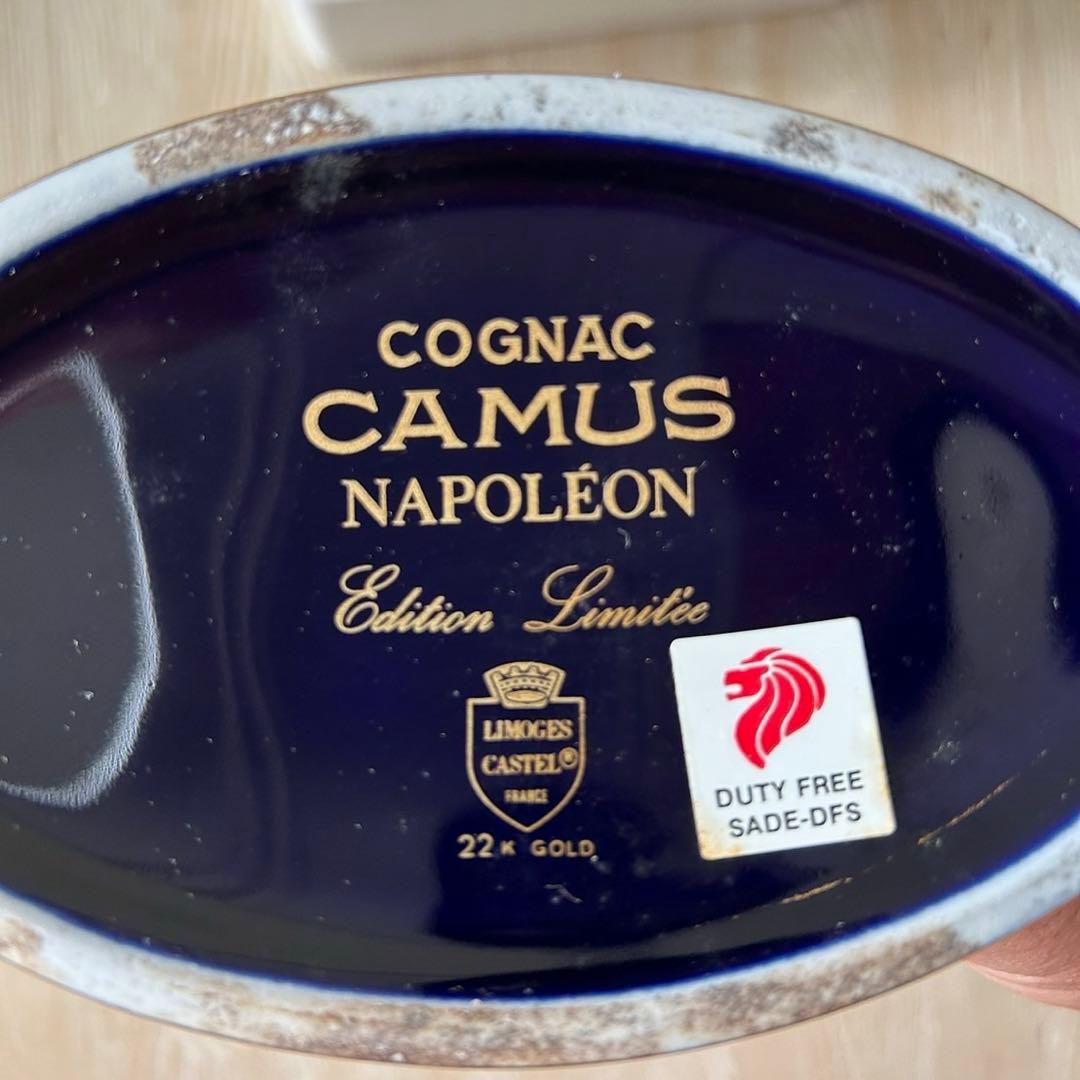 COGNAC
CAMUS
NAPOLÉON
Edition Limitée
LIMOGES
CASTEL®
FRANCE
22 K GOLD
DUTY FREE
SADE-DFS